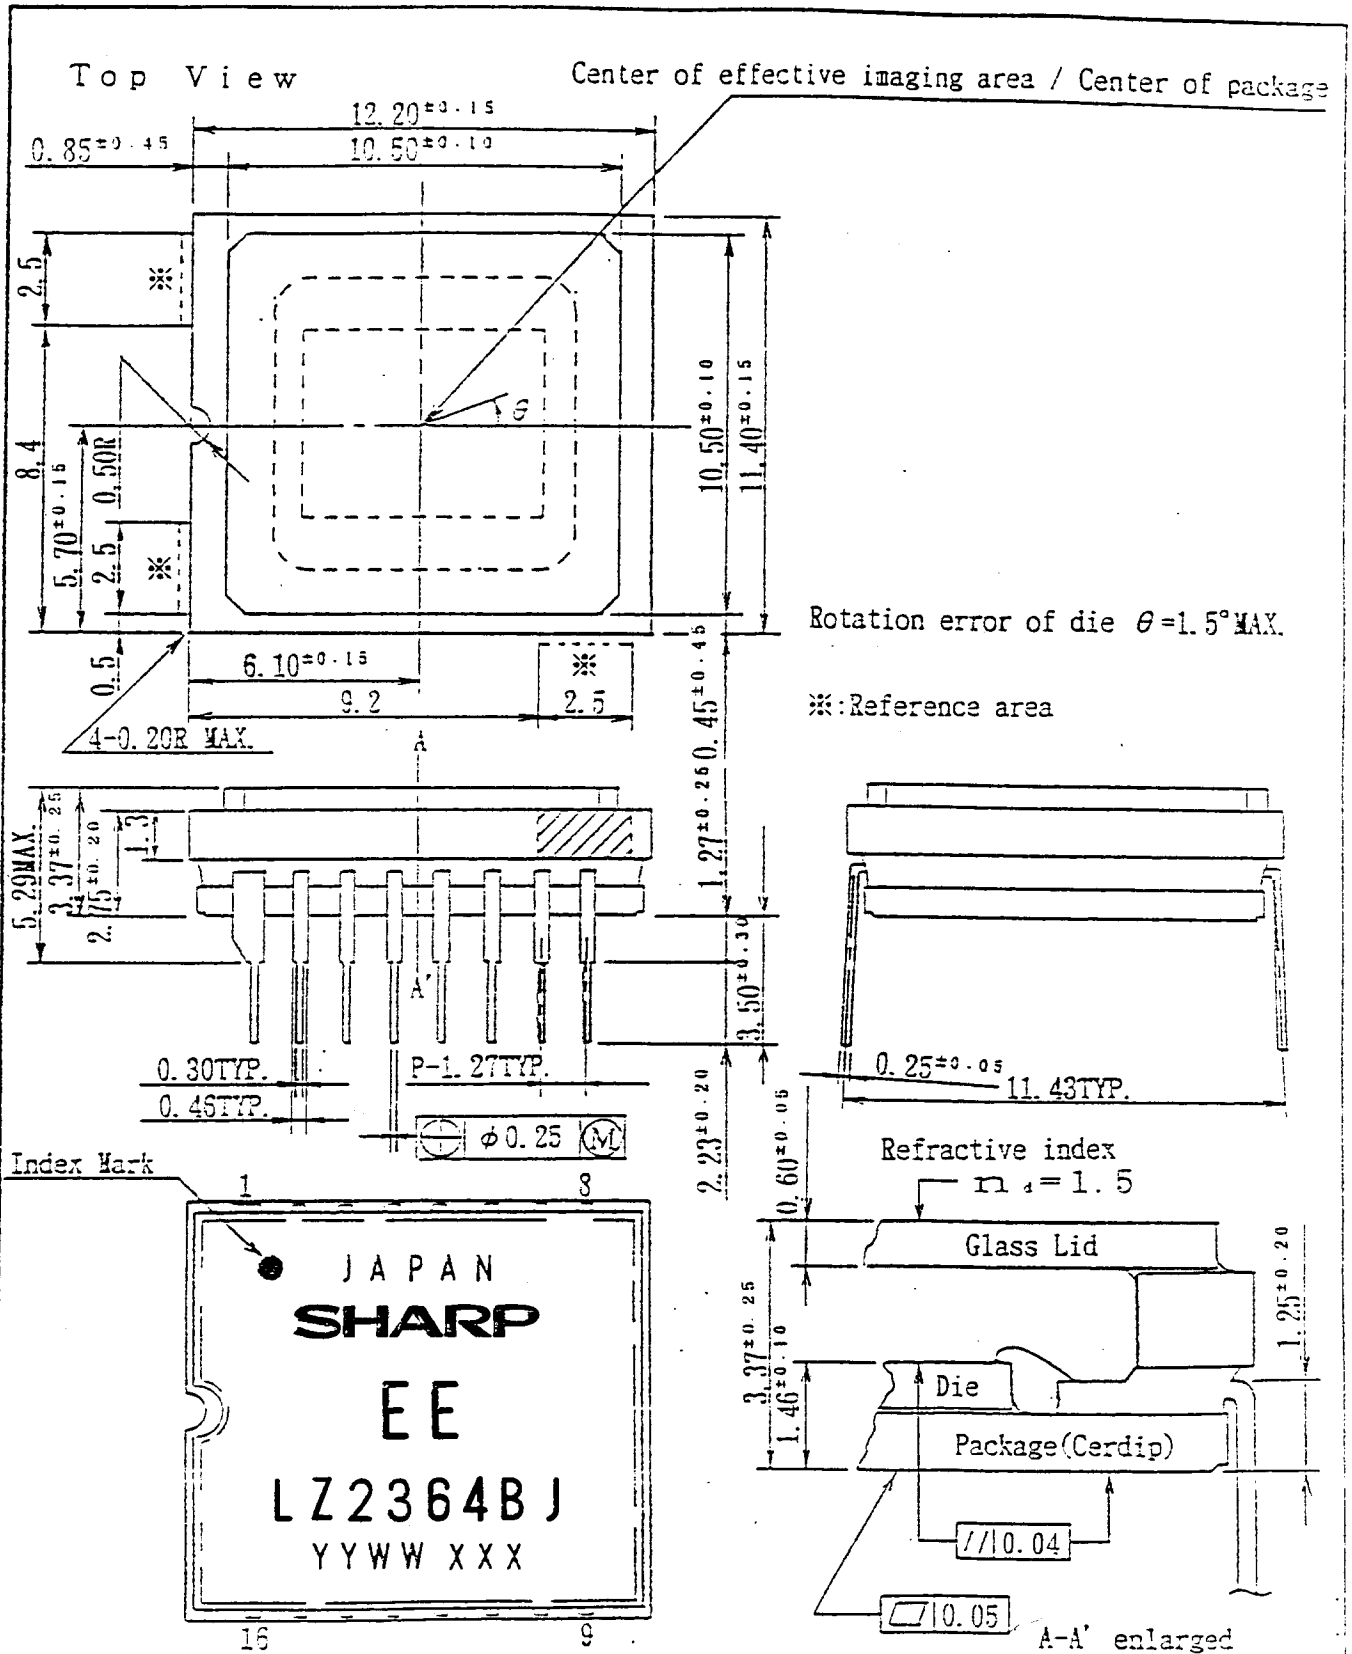 Top View
Center of effective imaging area / Center of package
12.20±0.15
0.85±0.45
10.50±0.10
2.5
※
8.4
5.70±0.15
0.50R
2.5
※
0.5
θ
10.50±0.10
11.40±0.15
Rotation error of die θ=1.5°MAX.
6.10±0.15
※
9.2
2.5
※:Reference area
4-0.20R MAX.
0.45±0.45
A
5.29MAX.
3.37±0.25
2.75±0.20
1.3
1.27±0.25
A'
3.50±0.30
0.30TYP.
P-1.27TYP.
0.46TYP.
φ0.25 M
2.23±0.20
0.25±0.05
11.43TYP.
Index Mark
1
8
JAPAN
SHARP
EE
LZ2364BJ
YYWW XXX
16
9
Refractive index
nd=1.5
0.60±0.05
Glass Lid
3.37±0.25
1.46±0.10
1.25±0.20
Die
Package(Cerdip)
//|0.04
0.05
A-A' enlarged